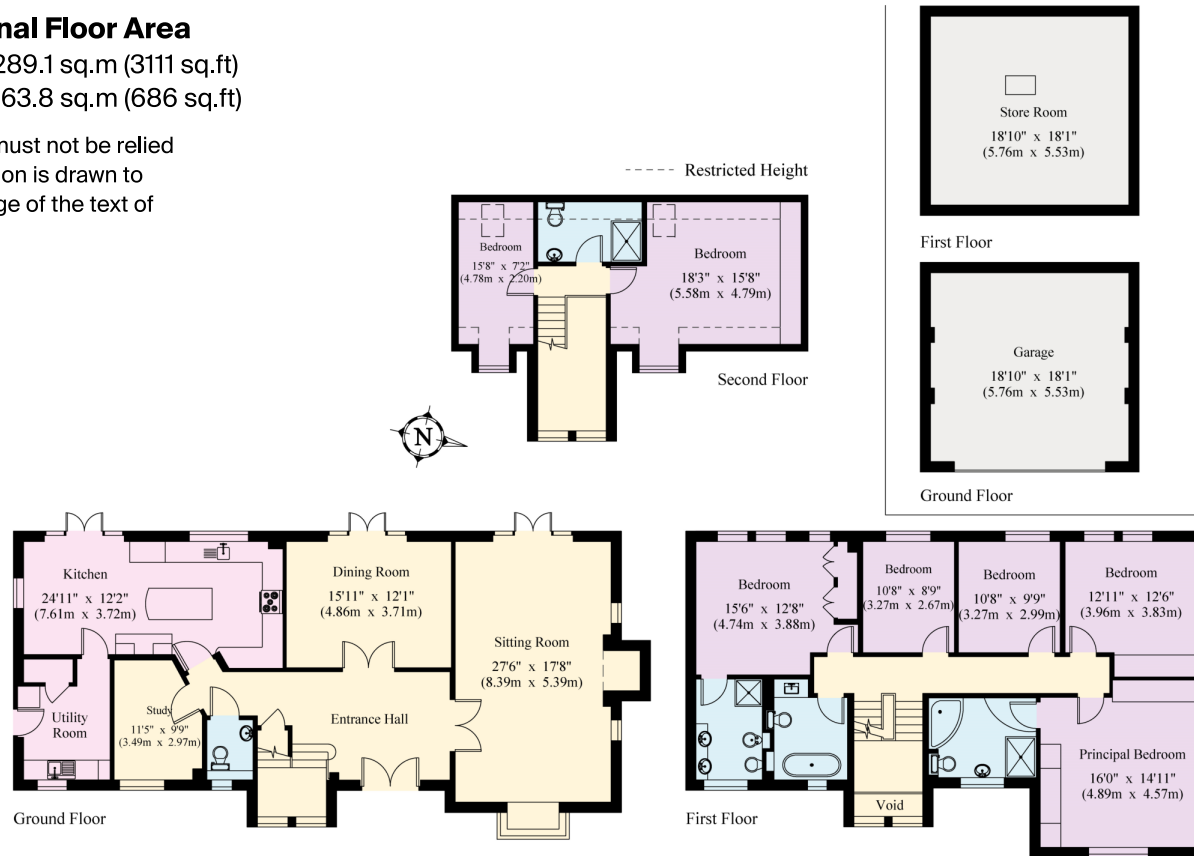 nal Floor Area
289.1 sq.m (3111 sq.ft)
63.8 sq.m (686 sq.ft)
must not be relied
on is drawn to
ge of the text of
Restricted Height
Bedroom
15'8" x 7'2"
(4.78m x 2.20m)
Bedroom
18'3" x 15'8"
(5.58m x 4.79m)
Second Floor
Store Room
18'10" x 18'1"
(5.76m x 5.53m)
First Floor
Garage
18'10" x 18'1"
(5.76m x 5.53m)
Ground Floor
N
Kitchen
24'11" x 12'2"
(7.61m x 3.72m)
Dining Room
15'11" x 12'1"
(4.86m x 3.71m)
Sitting Room
27'6" x 17'8"
(8.39m x 5.39m)
Utility
Room
Study
11'5" x 9'9"
(3.49m x 2.97m)
Entrance Hall
Ground Floor
Bedroom
15'6" x 12'8"
(4.74m x 3.88m)
Bedroom
10'8" x 8'9"
(3.27m x 2.67m)
Bedroom
10'8" x 9'9"
(3.27m x 2.99m)
Bedroom
12'11" x 12'6"
(3.96m x 3.83m)
Principal Bedroom
16'0" x 14'11"
(4.89m x 4.57m)
Void
First Floor